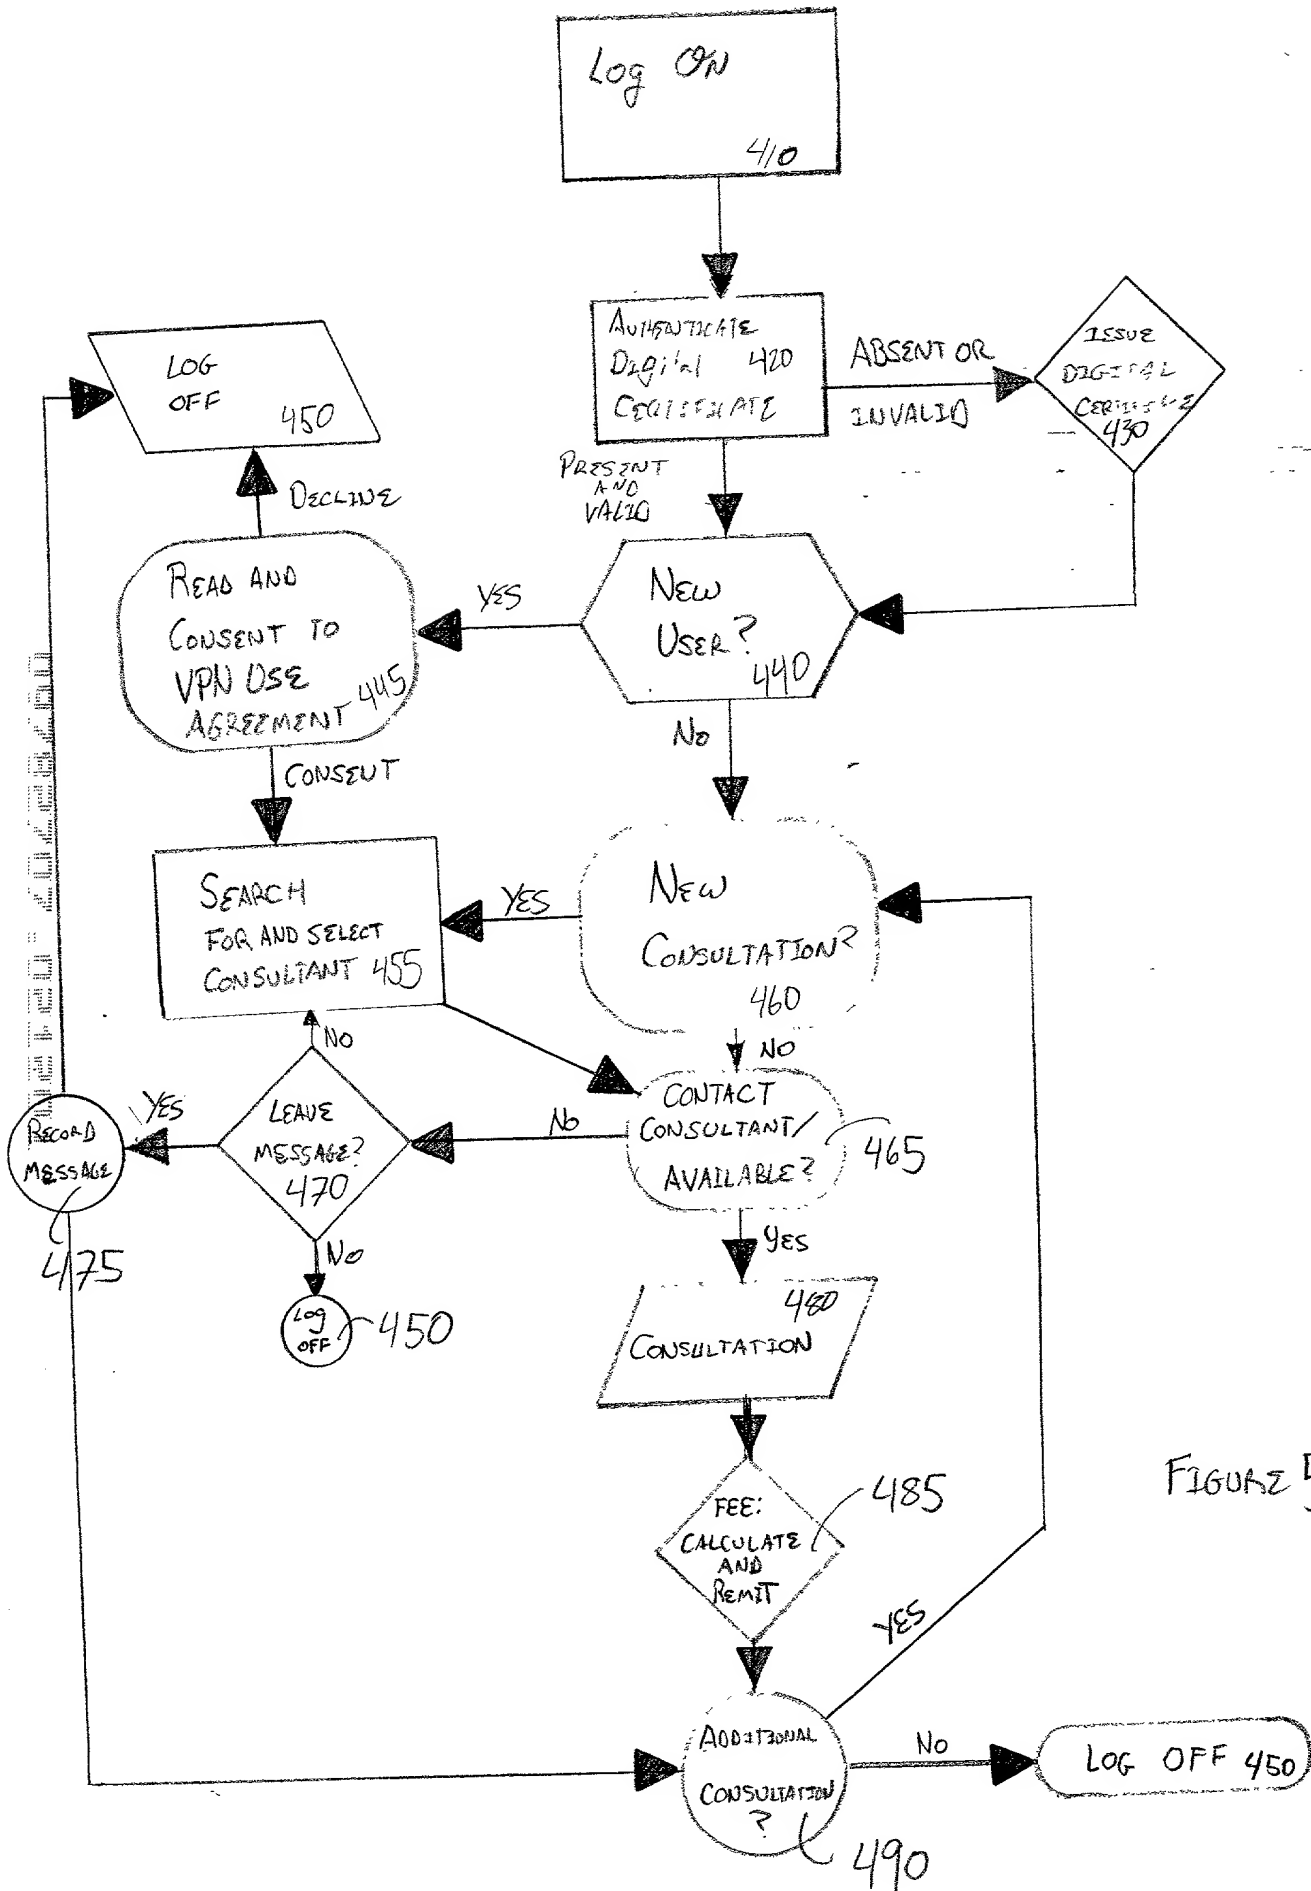 Log ON
410
AUTHENTICATE
Digital 420
CERTIFICATE
ABSENT OR
INVALID
ISSUE
DIGITAL
430
LOG
OFF
450
DECLINE
PRESENT
AND
VALID
READ AND
CONSENT TO
VPN USE
AGREEMENT 445
YES
NEW
USER?
440
CONSENT
NO
SEARCH
FOR AND SELECT
CONSULTANT 455
YES
NEW
CONSULTATION?
460
NO
NO
CONTACT
CONSULTANT/
AVAILABLE?
465
NO
LEAVE
MESSAGE?
470
YES
RECORD
MESSAGE
475
NO
LOG
OFF
450
YES
480
CONSULTATION
FEE:
CALCULATE
AND
REMIT
485
FIGURE 5
YES
ADDITIONAL
CONSULTATION
?
490
NO
LOG OFF 450